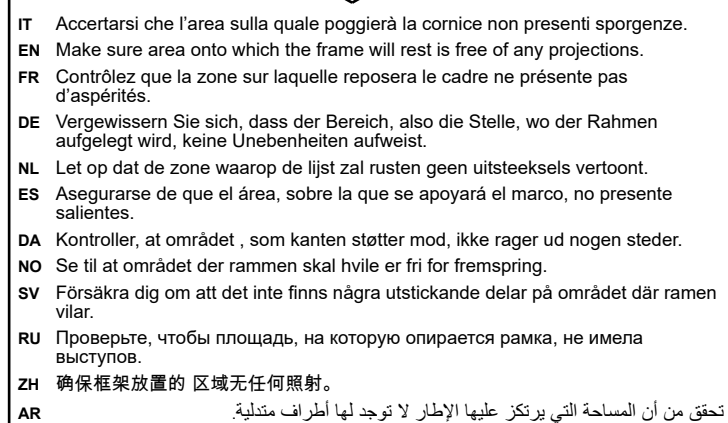 IT Accertarsi che l'area sulla quale poggierà la cornice non presenti sporgenze.
EN Make sure area onto which the frame will rest is free of any projections.
FR Contrôlez que la zone sur laquelle reposera le cadre ne présente pas
d'aspérités.
DE Vergewissern Sie sich, dass der Bereich, also die Stelle, wo der Rahmen
aufgelegt wird, keine Unebenheiten aufweist.
NL Let op dat de zone waarop de lijst zal rusten geen uitsteeksels vertoont.
ES Asegurarse de que el área, sobre la que se apoyará el marco, no presente
salientes.
DA Kontroller, at området , som kanten støtter mod, ikke rager ud nogen steder.
NO Se til at området der rammen skal hvile er fri for fremspring.
SV Försäkra dig om att det inte finns några utstickande delar på området där ramen
vilar.
RU Проверьте, чтобы площадь, на которую опирается рамка, не имела
выступов.
ZH 确保框架放置的 区域无任何照射。
AR تحقق من أن المساحة التي يرتكز عليها الإطار لا توجد لها أطراف متدلية.